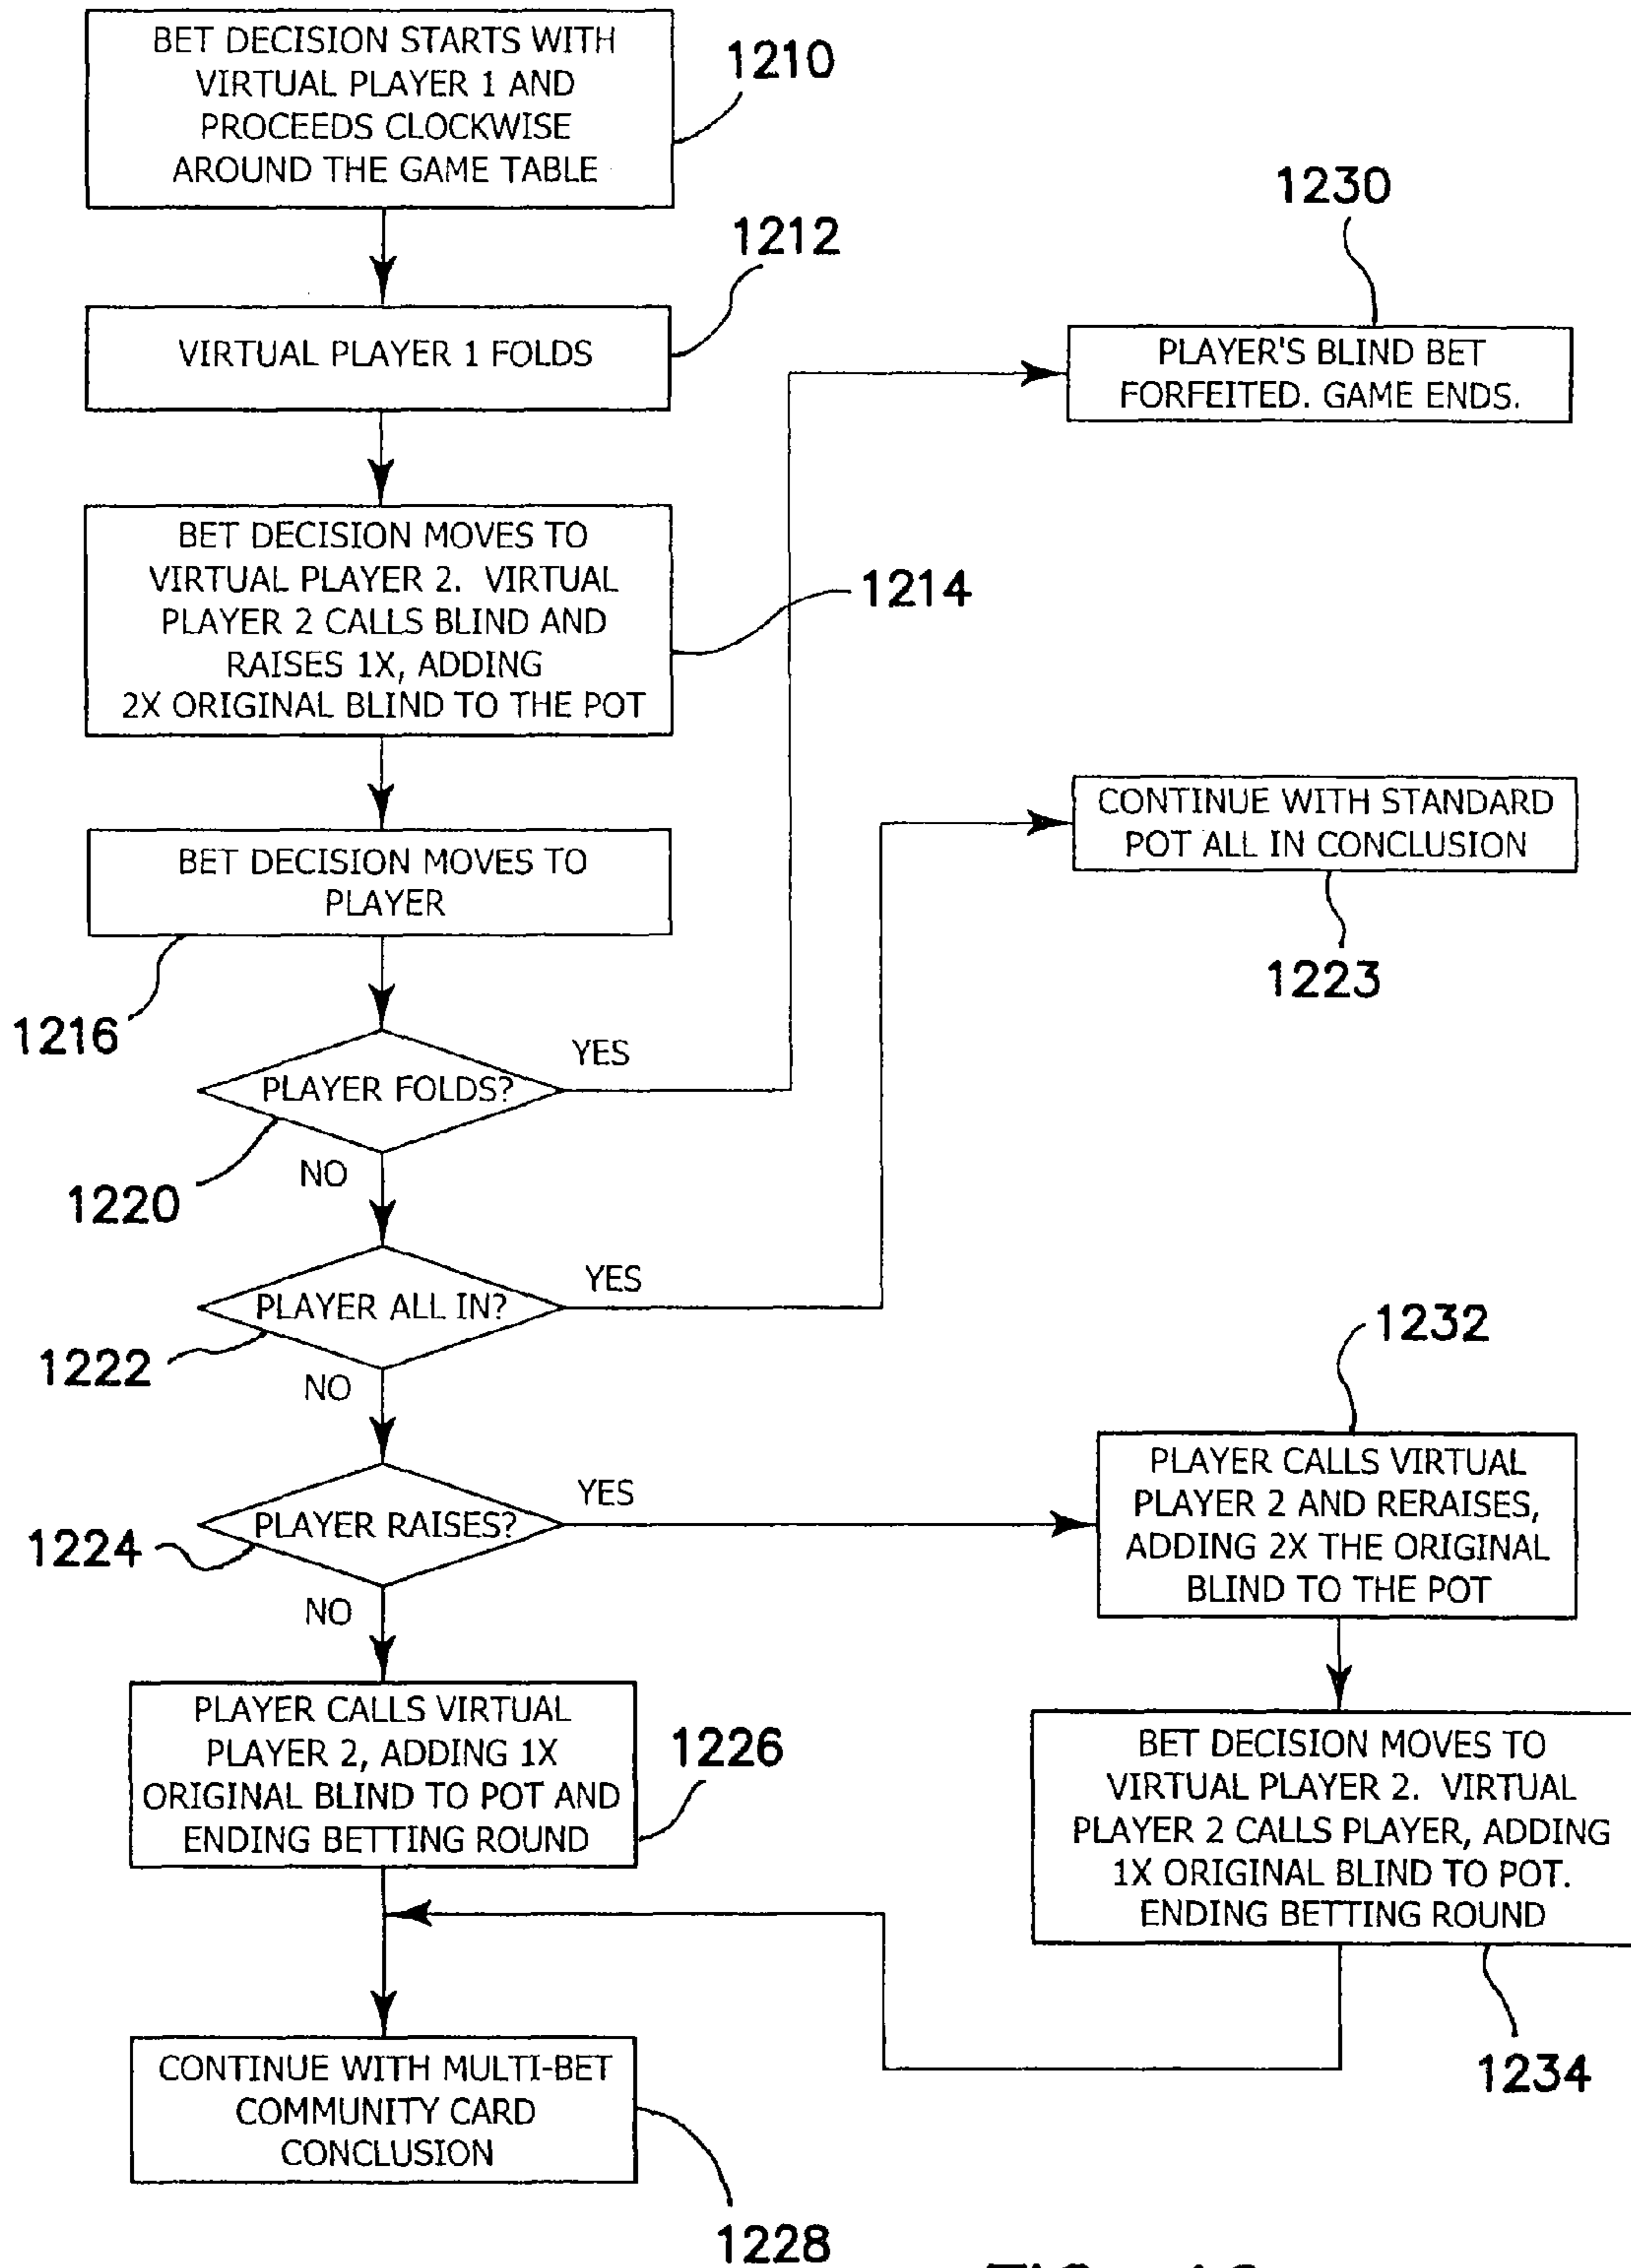 BET DECISION STARTS WITH
VIRTUAL PLAYER 1 AND
PROCEEDS CLOCKWISE
AROUND THE GAME TABLE
1210
1212
VIRTUAL PLAYER 1 FOLDS
1230
PLAYER'S BLIND BET
FORFEITED. GAME ENDS.
BET DECISION MOVES TO
VIRTUAL PLAYER 2. VIRTUAL
PLAYER 2 CALLS BLIND AND
RAISES 1X, ADDING
2X ORIGINAL BLIND TO THE POT
1214
CONTINUE WITH STANDARD
POT ALL IN CONCLUSION
1223
BET DECISION MOVES TO
PLAYER
1216
PLAYER FOLDS?
YES
NO
1220
PLAYER ALL IN?
YES
NO
1222
PLAYER RAISES?
YES
NO
1224
1232
PLAYER CALLS VIRTUAL
PLAYER 2 AND RERAISES,
ADDING 2X THE ORIGINAL
BLIND TO THE POT
PLAYER CALLS VIRTUAL
PLAYER 2, ADDING 1X
ORIGINAL BLIND TO POT AND
ENDING BETTING ROUND
1226
BET DECISION MOVES TO
VIRTUAL PLAYER 2. VIRTUAL
PLAYER 2 CALLS PLAYER, ADDING
1X ORIGINAL BLIND TO POT.
ENDING BETTING ROUND
1234
CONTINUE WITH MULTI-BET
COMMUNITY CARD
CONCLUSION
1228